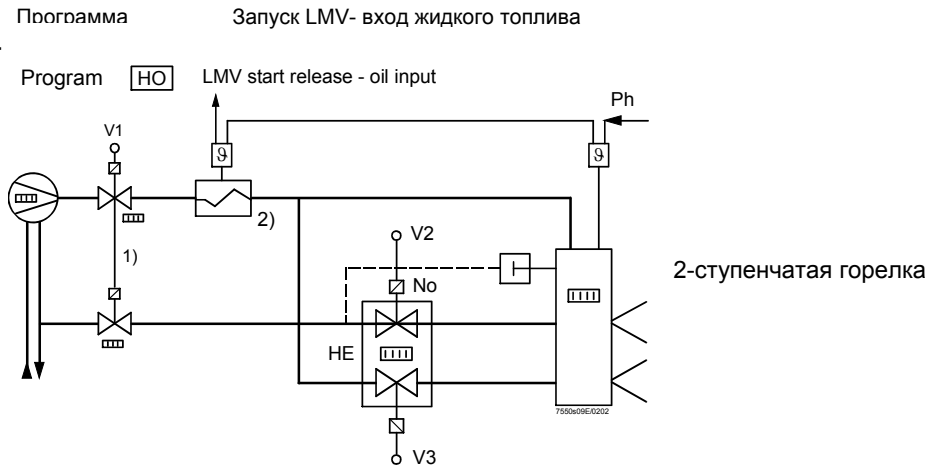 Программа Запуск LMV- вход жидкого топлива
Program HO LMV start release - oil input
Ph
V1
ϑ ϑ
2)
1)
V2
No
2-ступенчатая горелка
HE
7550s09E/0202
V3